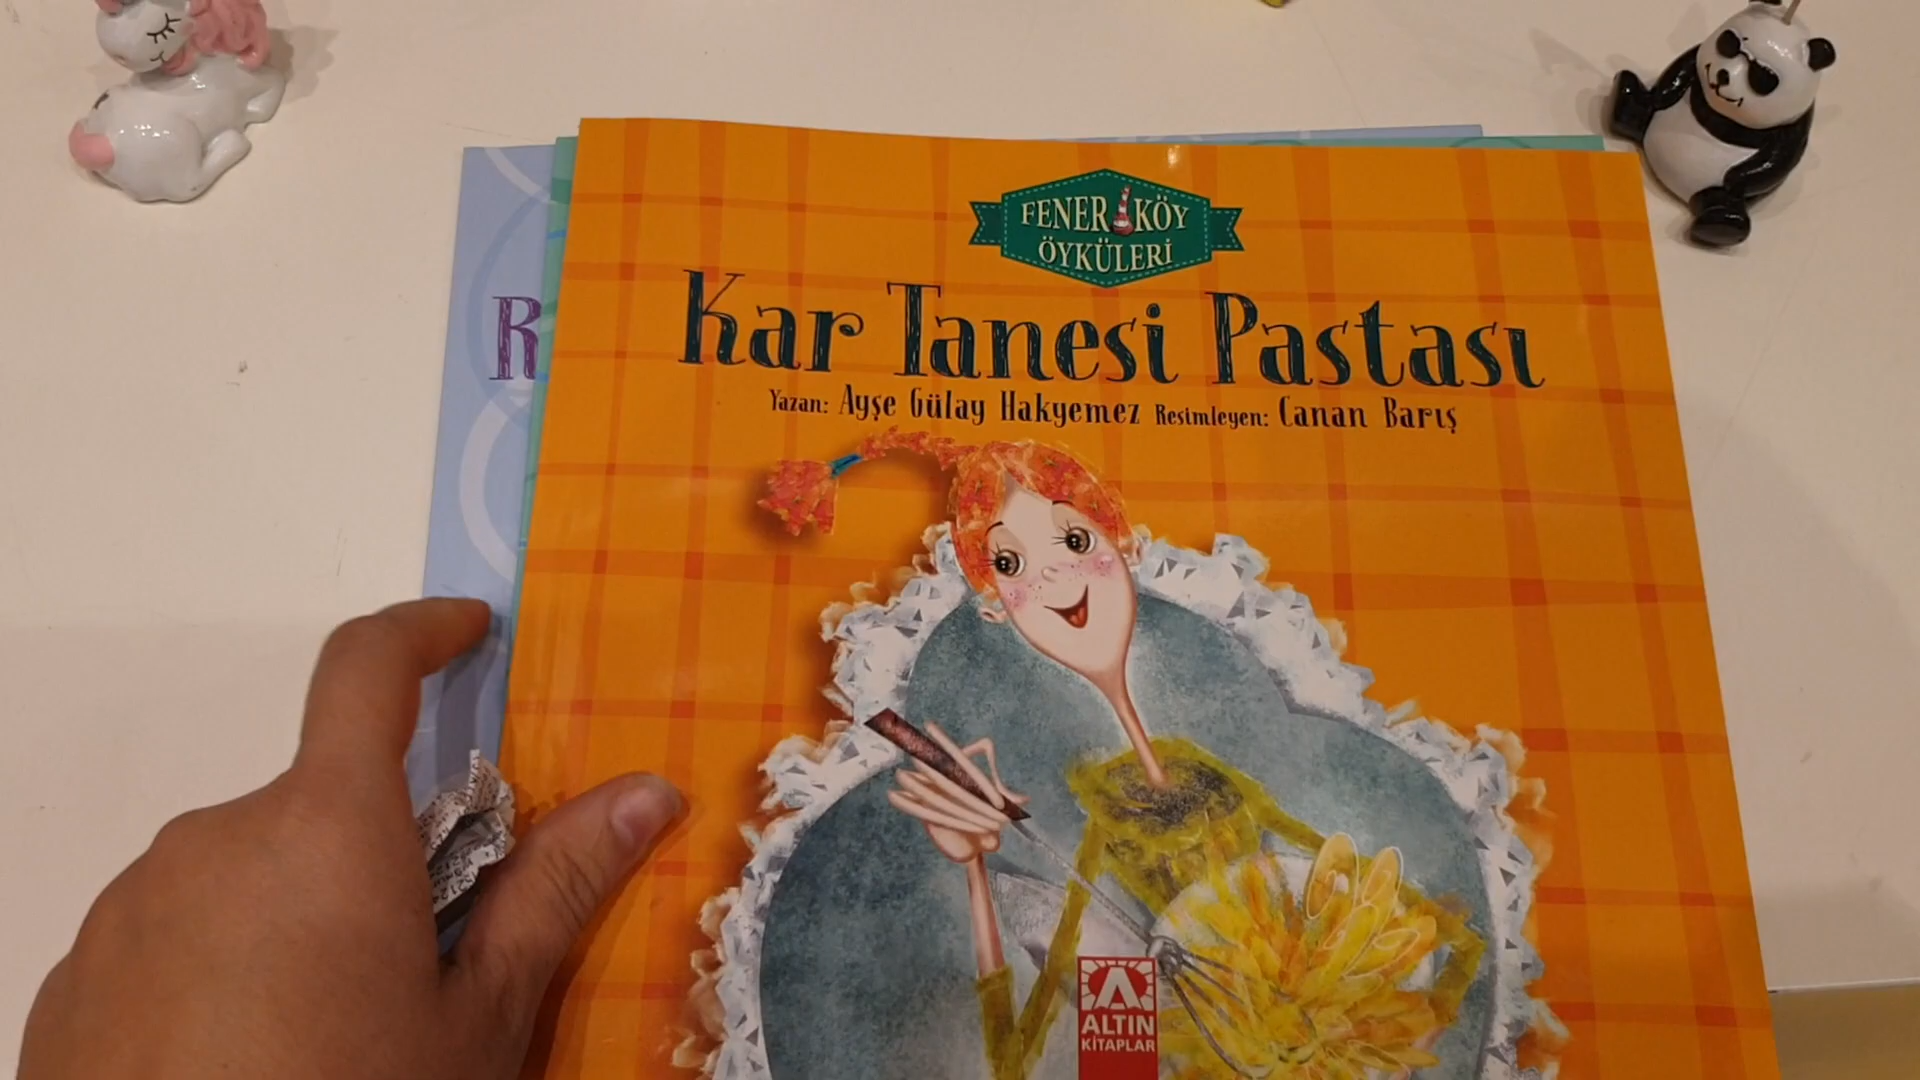 FENER KÖY
ÖYKÜLERİ
Kar Tanesi Pastası
Yazan: Ayşe Gülay Hakyemez Resimleyen: Canan Barış
R
ALTIN
KİTAPLAR